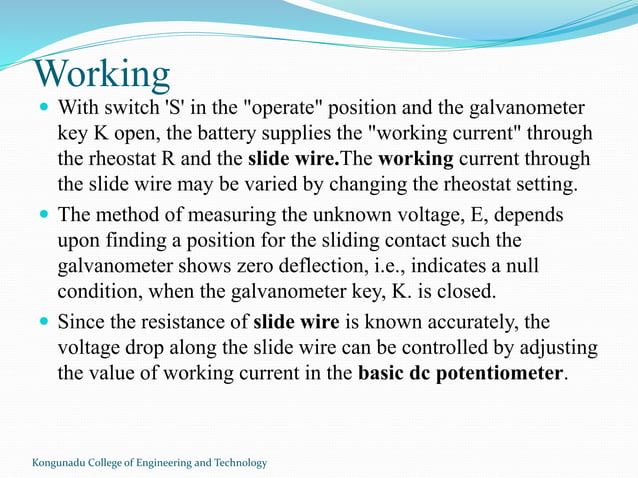 Working
• With switch 'S' in the "operate" position and the galvanometer
key K open, the battery supplies the "working current" through
the rheostat R and the slide wire.The working current through
the slide wire may be varied by changing the rheostat setting.
• The method of measuring the unknown voltage, E, depends
upon finding a position for the sliding contact such the
galvanometer shows zero deflection, i.e., indicates a null
condition, when the galvanometer key, K. is closed.
• Since the resistance of slide wire is known accurately, the
voltage drop along the slide wire can be controlled by adjusting
the value of working current in the basic dc potentiometer.
Kongunadu College of Engineering and Technology